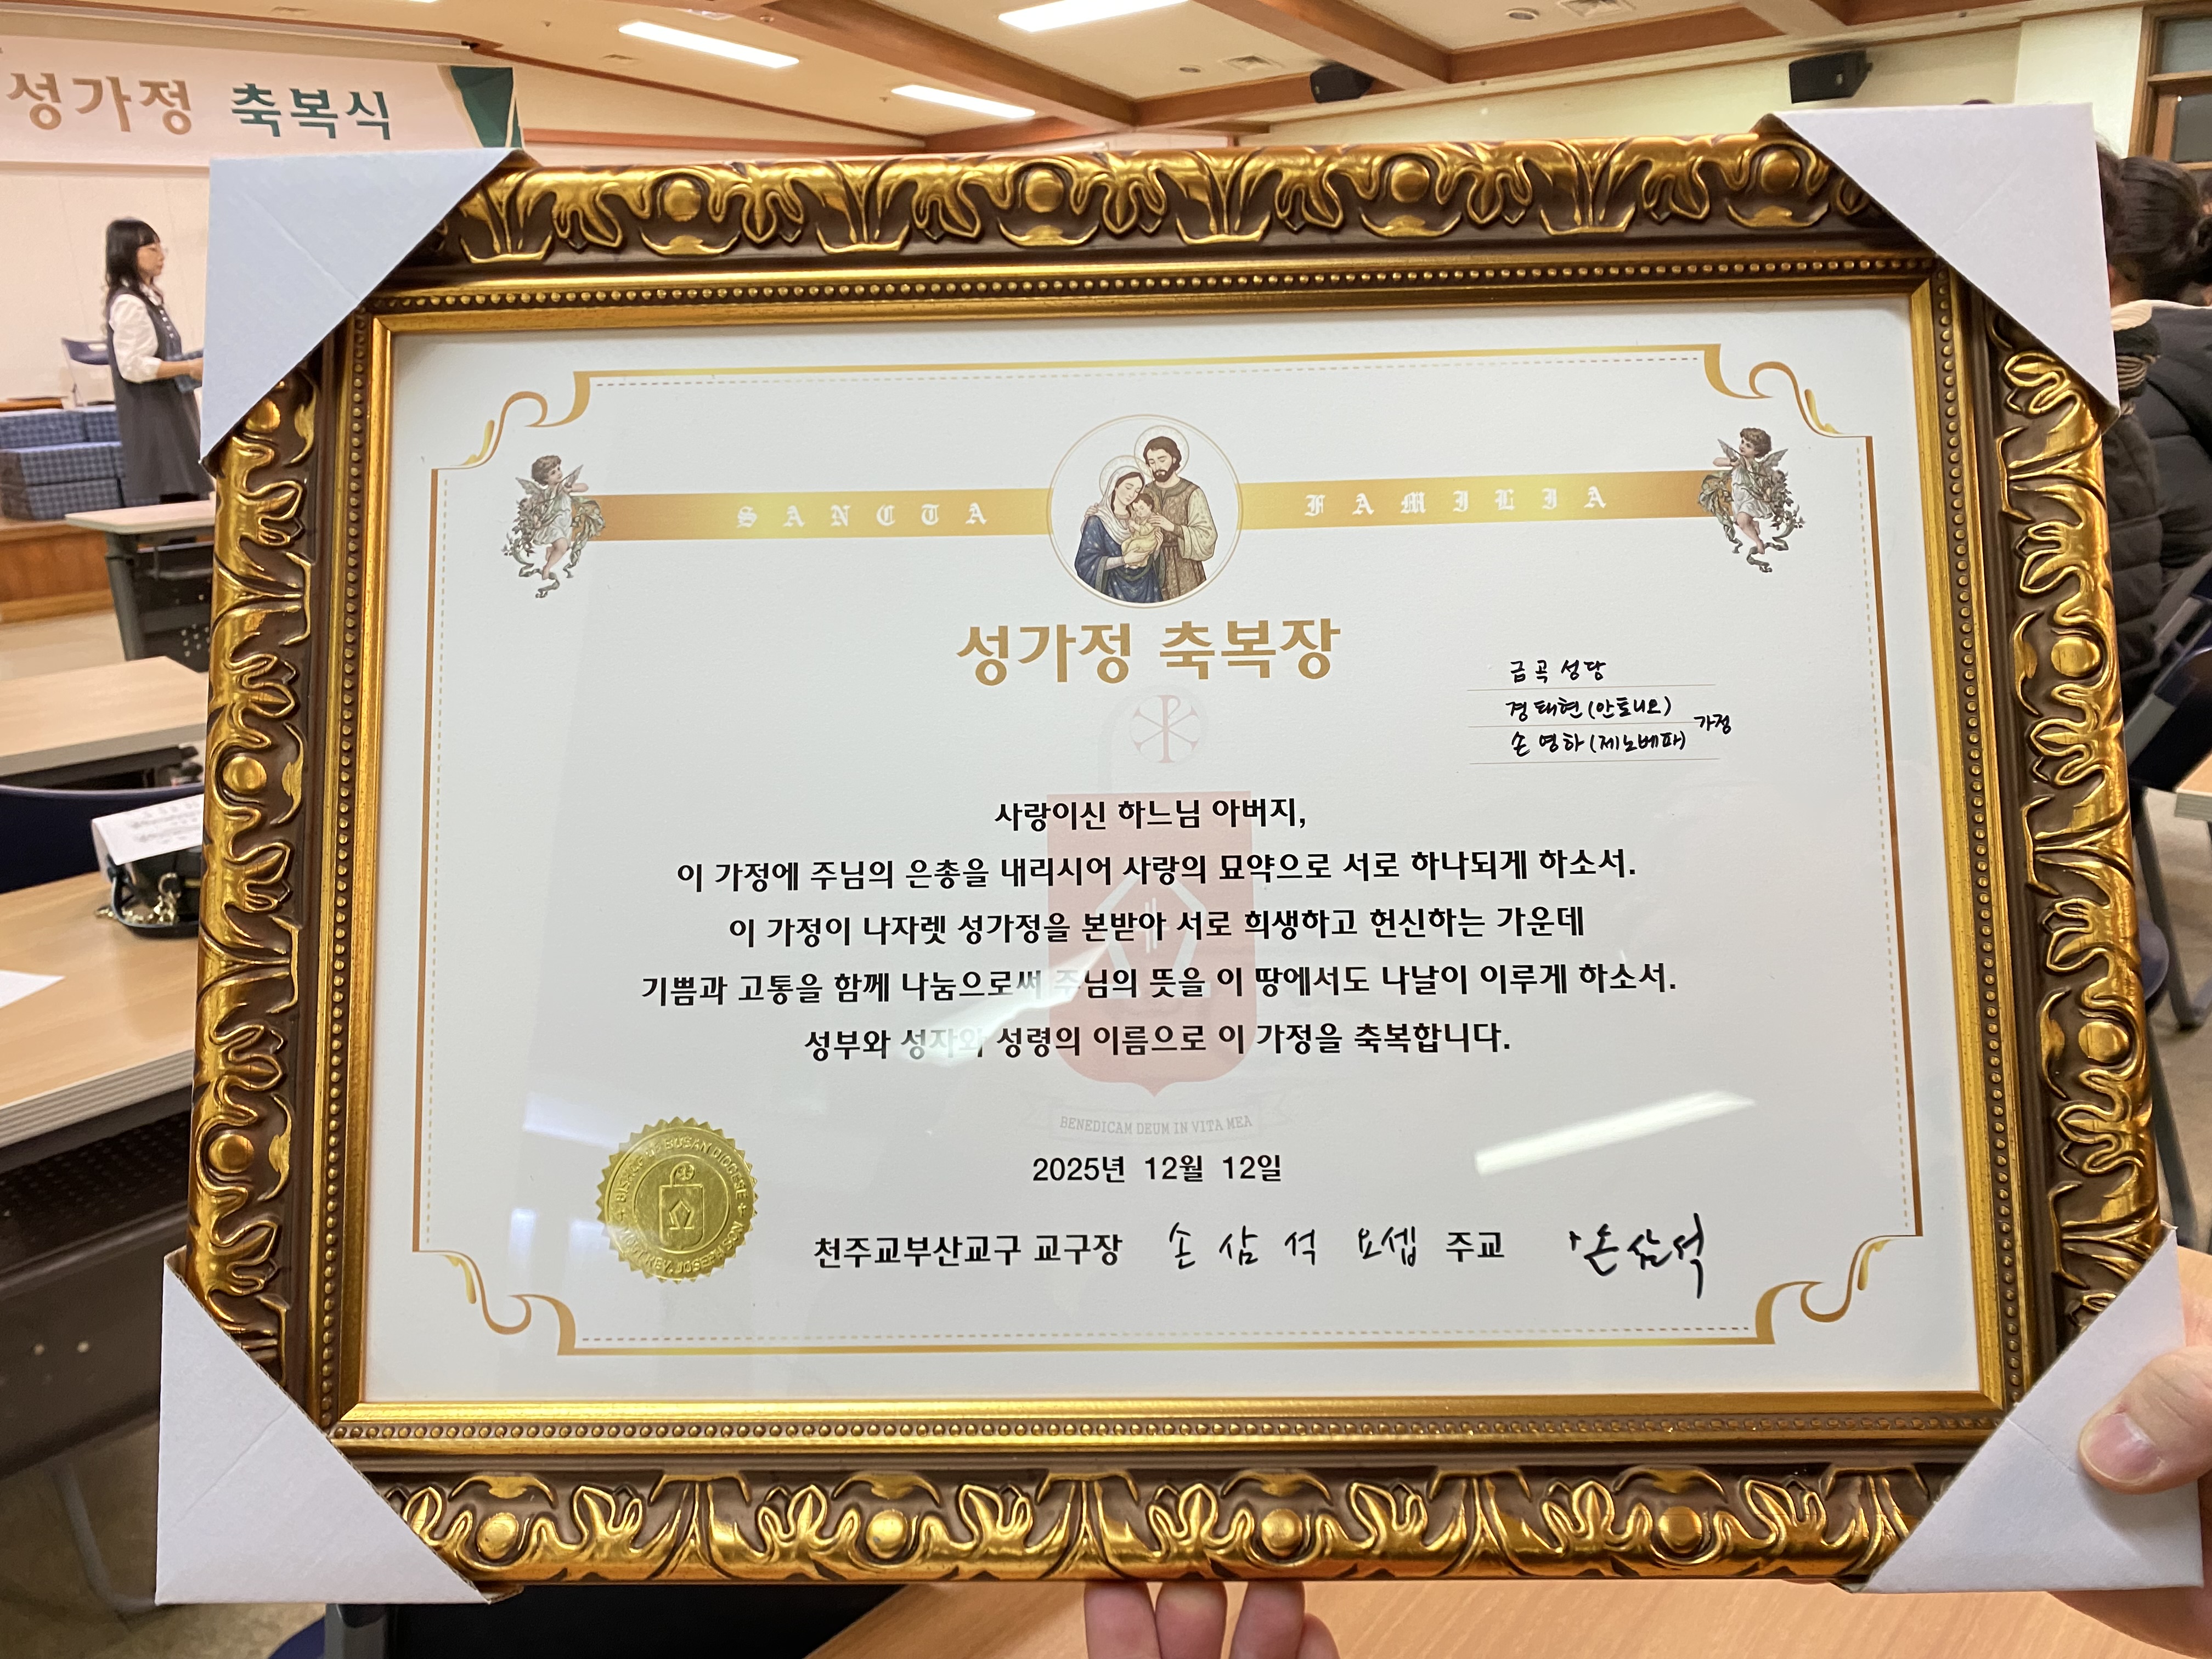 성가정 축복식
SANCTA FAMILIA
성가정 축복장
금곡성당
경태현(안토니오)
손영하(제노베파) 가정
사랑이신 하느님 아버지,
이 가정에 주님의 은총을 내리시어 사랑의 묘약으로 서로 하나되게 하소서.
이 가정이 나자렛 성가정을 본받아 서로 희생하고 헌신하는 가운데
기쁨과 고통을 함께 나눔으로써 주님의 뜻을 이 땅에서도 나날이 이루게 하소서.
성부와 성자와 성령의 이름으로 이 가정을 축복합니다.
BENEDICAM DEUM IN VITA MEA
2025년 12월 12일
천주교부산교구 교구장 손삼석 요셉 주교 손삼석
BUSAN DIOCESE